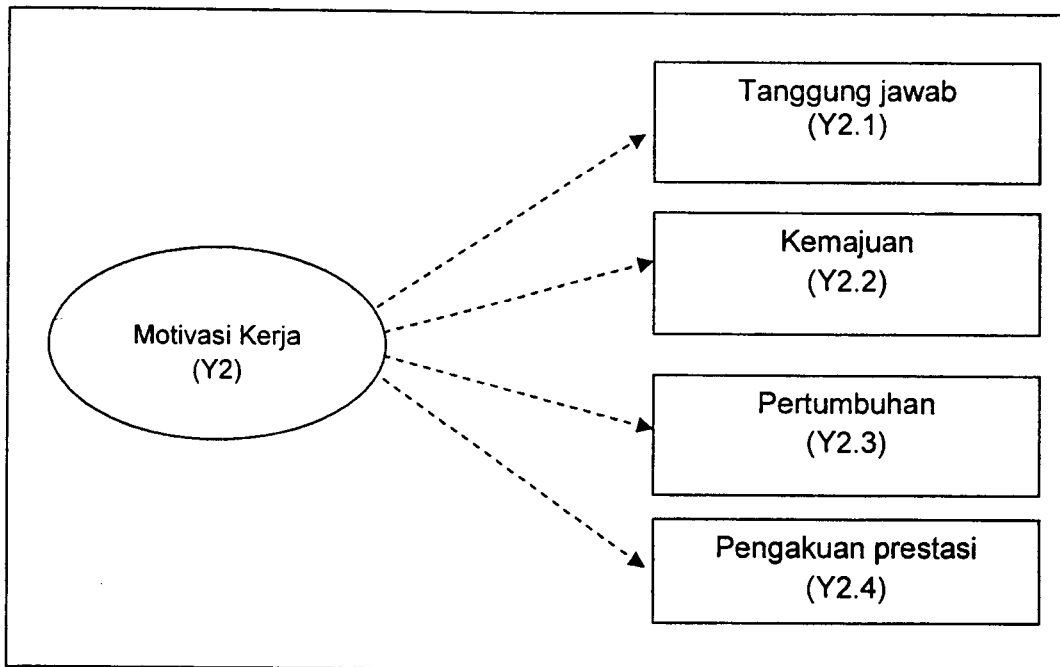 Tanggung jawab
(Y2.1)
Kemajuan
(Y2.2)
Motivasi Kerja
(Y2)
Pertumbuhan
(Y2.3)
Pengakuan prestasi
(Y2.4)